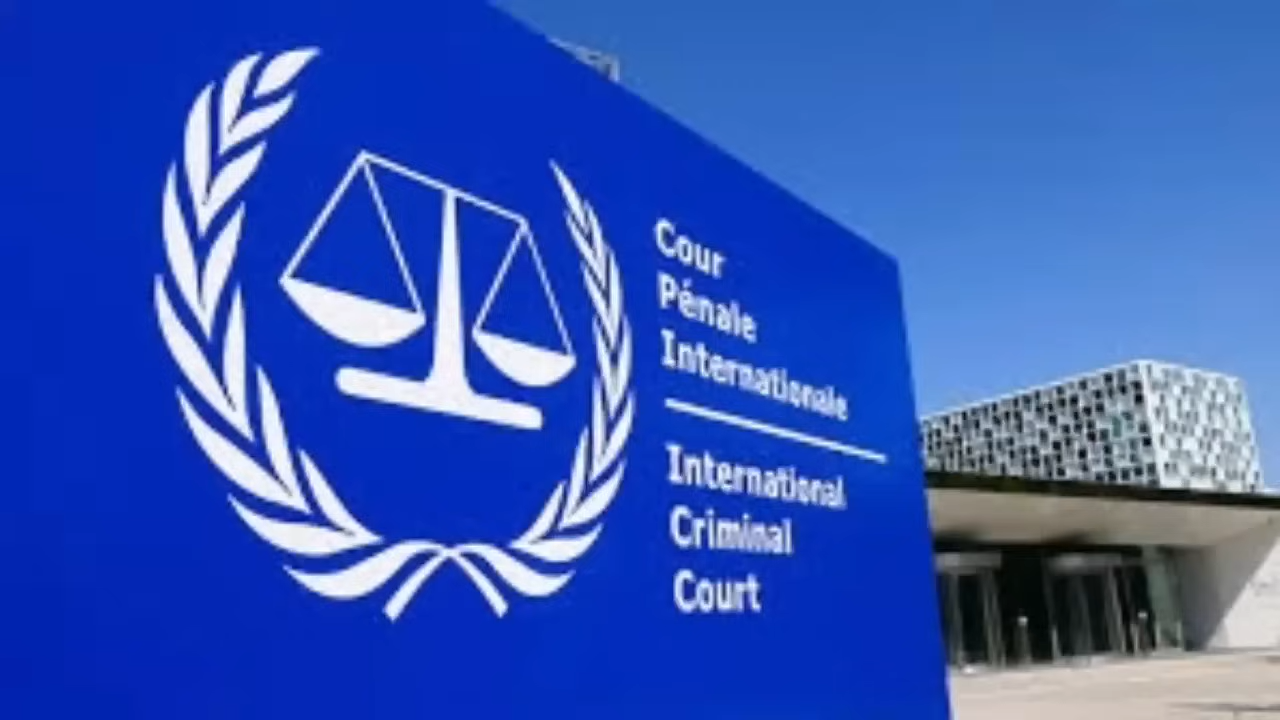 Cour
Pénale
Internationale
International
Criminal
Court